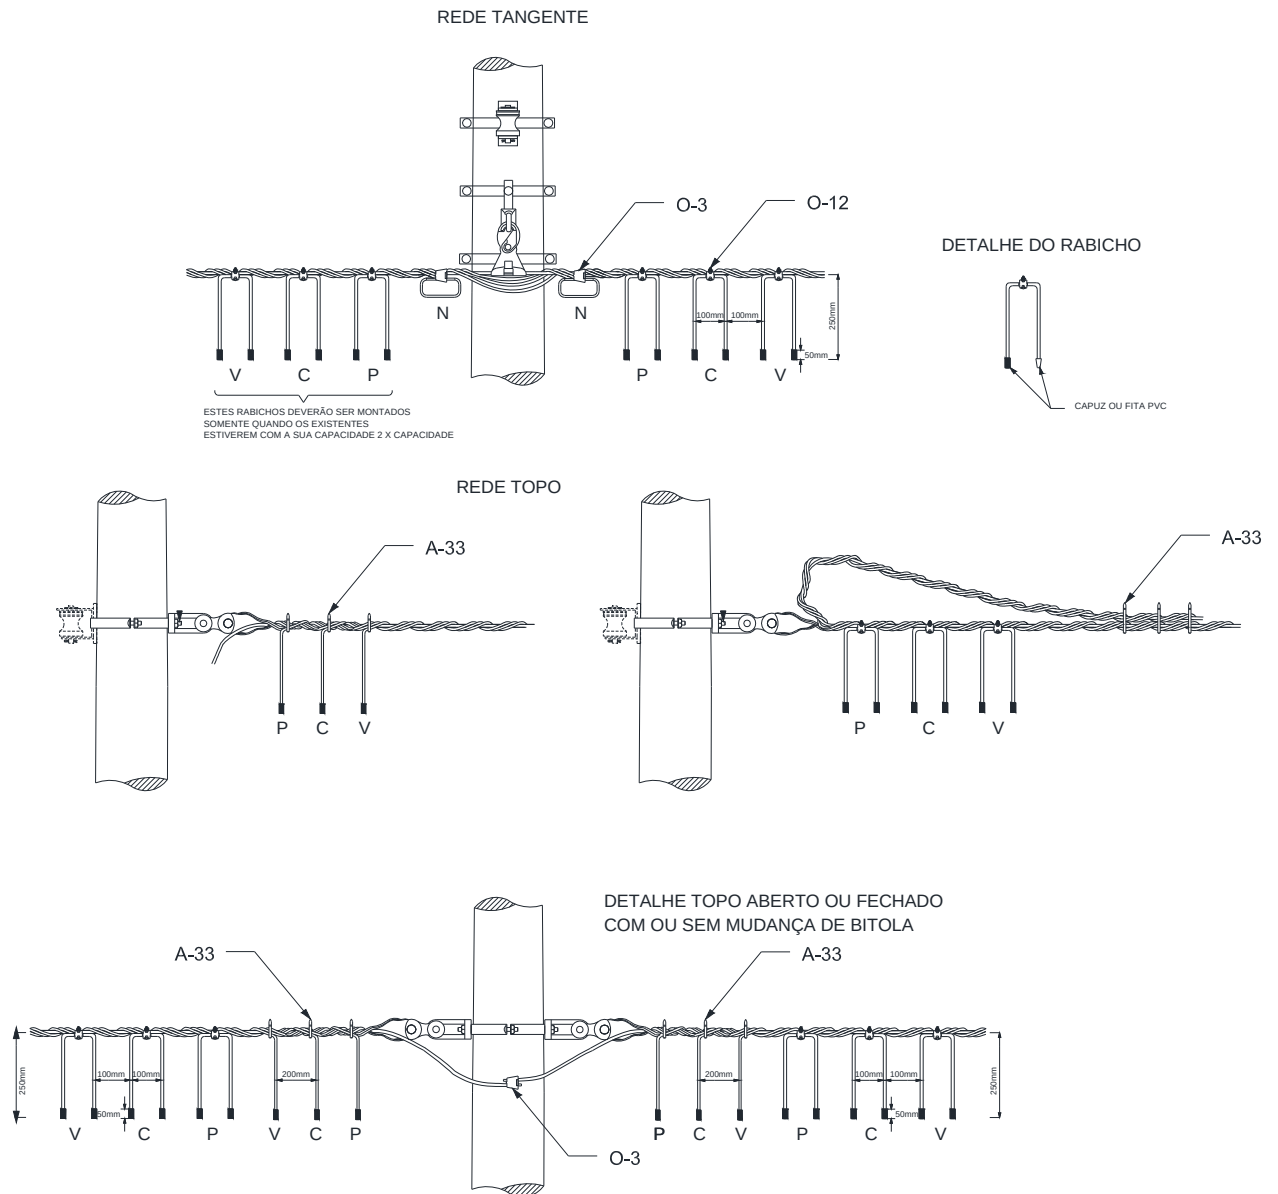 REDE TANGENTE
O-3
O-12
DETALHE DO RABICHO
N
N
100mm
100mm
250mm
50mm
V
C
P
P
C
V
ESTES RABICHOS DEVERÃO SER MONTADOS
SOMENTE QUANDO OS EXISTENTES
ESTIVEREM COM A SUA CAPACIDADE 2 X CAPACIDADE
CAPUZ OU FITA PVC
REDE TOPO
A-33
A-33
P
C
V
P
C
V
DETALHE TOPO ABERTO OU FECHADO
COM OU SEM MUDANÇA DE BITOLA
A-33
A-33
250mm
100mm
100mm
200mm
50mm
200mm
100mm
100mm
50mm
250mm
V
C
P
V
C
P
P
C
V
P
C
V
O-3